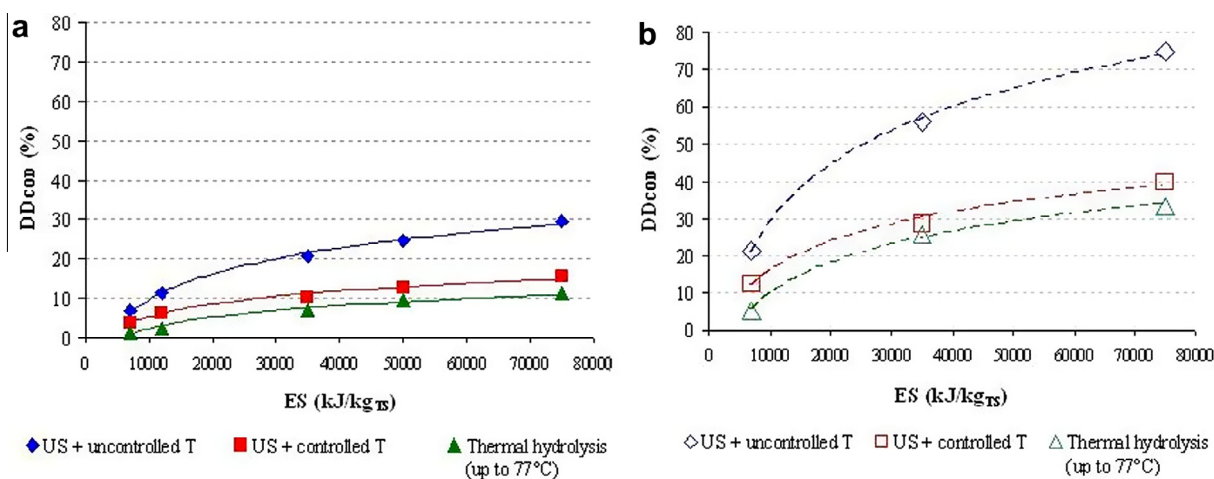 a
80
70
60
50
40
30
20
10
0
DDCOD (%)
0 10000 20000 30000 40000 50000 60000 70000 80000
ES (kJ/kgTS)
US + uncontrolled T US + controlled T Thermal hydrolysis
(up to 77°C)
b
80
70
60
50
40
30
20
10
0
DDCOD (%)
0 10000 20000 30000 40000 50000 60000 70000 80000
ES (kJ/kgTS)
US + uncontrolled T US + controlled T Thermal hydrolysis
(up to 77°C)